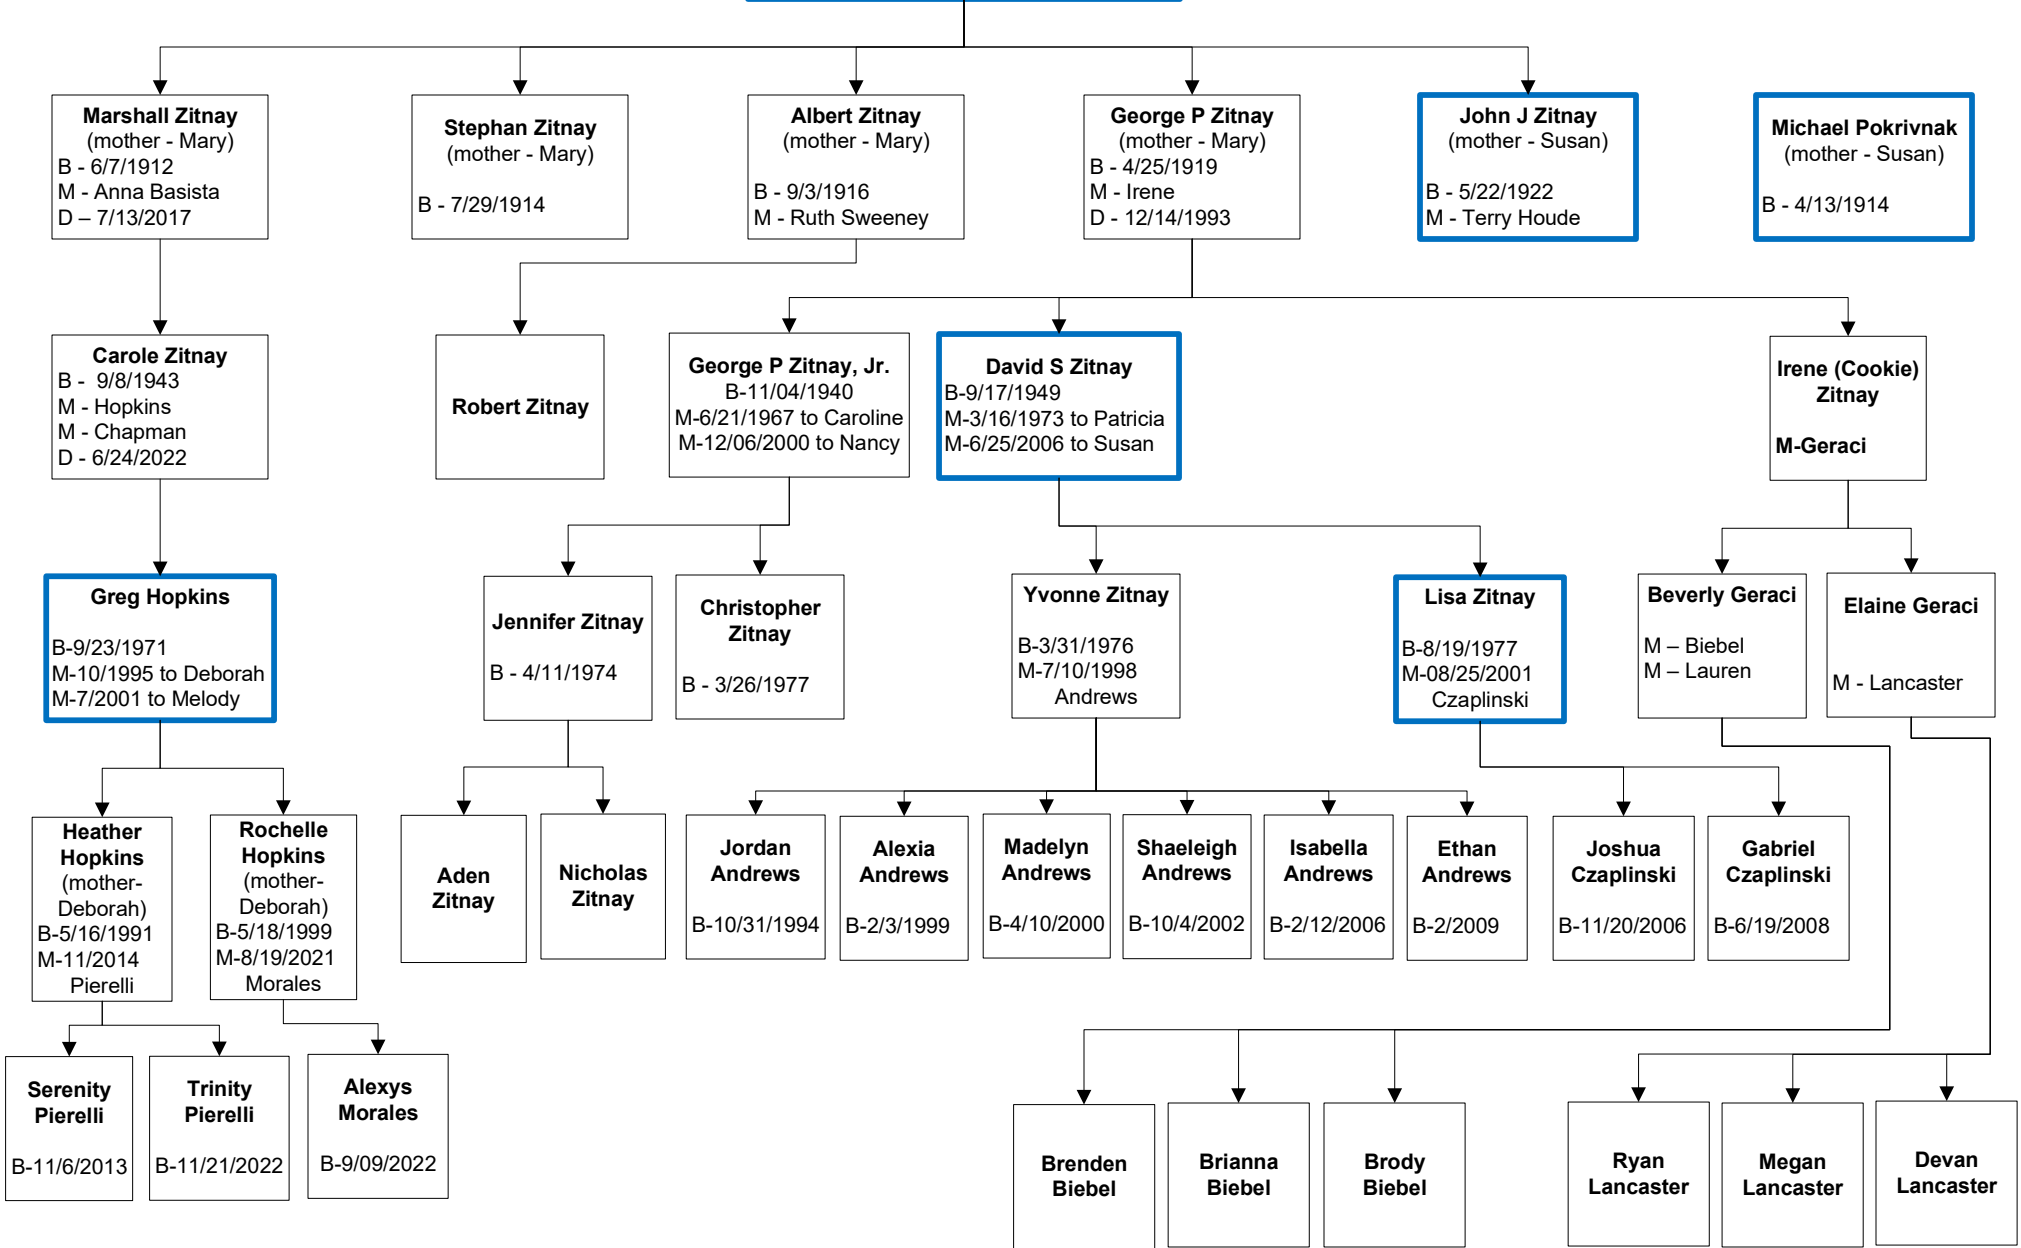 Marshall Zitnay
(mother - Mary)
B - 6/7/1912
M - Anna Basista
D – 7/13/2017
Stephan Zitnay
(mother - Mary)
B - 7/29/1914
Albert Zitnay
(mother - Mary)
B - 9/3/1916
M - Ruth Sweeney
George P Zitnay
(mother - Mary)
B - 4/25/1919
M - Irene
D - 12/14/1993
John J Zitnay
(mother - Susan)
B - 5/22/1922
M - Terry Houde
Michael Pokrivnak
(mother - Susan)
B - 4/13/1914
Carole Zitnay
B -  9/8/1943
M - Hopkins
M - Chapman
D - 6/24/2022
Robert Zitnay
George P Zitnay, Jr.
B-11/04/1940
M-6/21/1967 to Caroline
M-12/06/2000 to Nancy
David S Zitnay
B-9/17/1949
M-3/16/1973 to Patricia
M-6/25/2006 to Susan
Irene (Cookie)
Zitnay
M-Geraci
Greg Hopkins
B-9/23/1971
M-10/1995 to Deborah
M-7/2001 to Melody
Jennifer Zitnay
B - 4/11/1974
Christopher
Zitnay
B - 3/26/1977
Yvonne Zitnay
B-3/31/1976
M-7/10/1998
Andrews
Lisa Zitnay
B-8/19/1977
M-08/25/2001
Czaplinski
Beverly Geraci
M – Biebel
M – Lauren
Elaine Geraci
M - Lancaster
Heather
Hopkins
(mother-
Deborah)
B-5/16/1991
M-11/2014
Pierelli
Rochelle
Hopkins
(mother-
Deborah)
B-5/18/1999
M-8/19/2021
Morales
Aden
Zitnay
Nicholas
Zitnay
Jordan
Andrews
B-10/31/1994
Alexia
Andrews
B-2/3/1999
Madelyn
Andrews
B-4/10/2000
Shaeleigh
Andrews
B-10/4/2002
Isabella
Andrews
B-2/12/2006
Ethan
Andrews
B-2/2009
Joshua
Czaplinski
B-11/20/2006
Gabriel
Czaplinski
B-6/19/2008
Serenity
Pierelli
B-11/6/2013
Trinity
Pierelli
B-11/21/2022
Alexys
Morales
B-9/09/2022
Brenden
Biebel
Brianna
Biebel
Brody
Biebel
Ryan
Lancaster
Megan
Lancaster
Devan
Lancaster